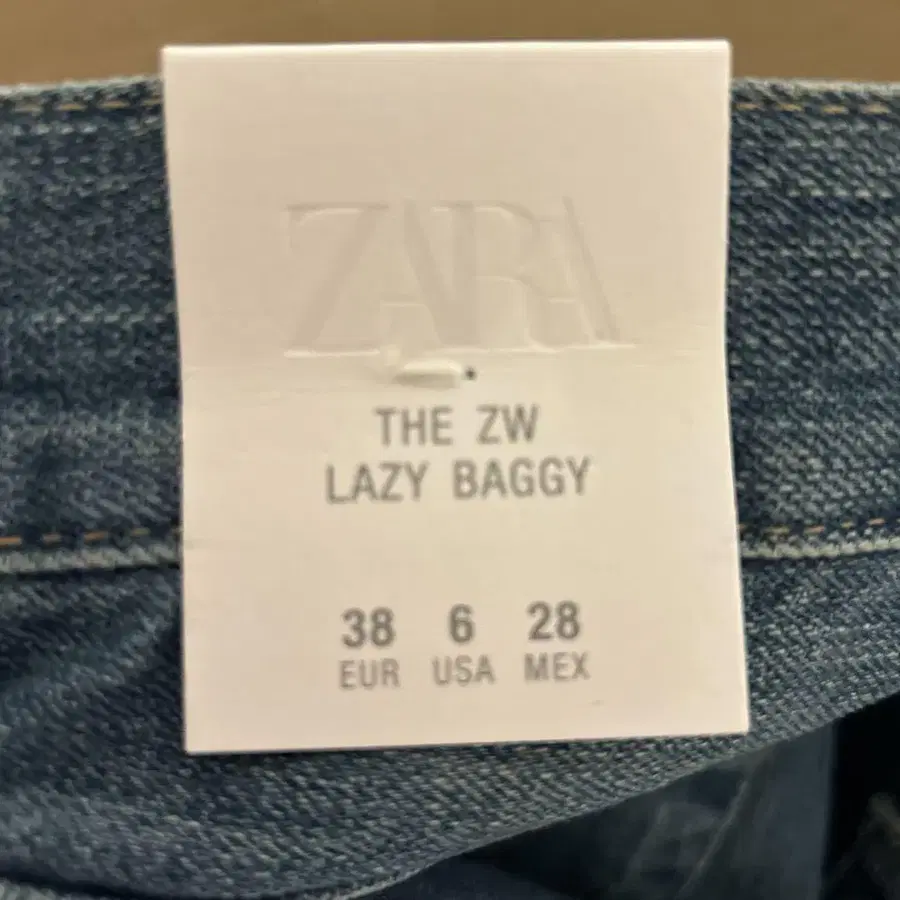 ZARA
THE ZW
LAZY BAGGY
38 6 28
EUR USA MEX